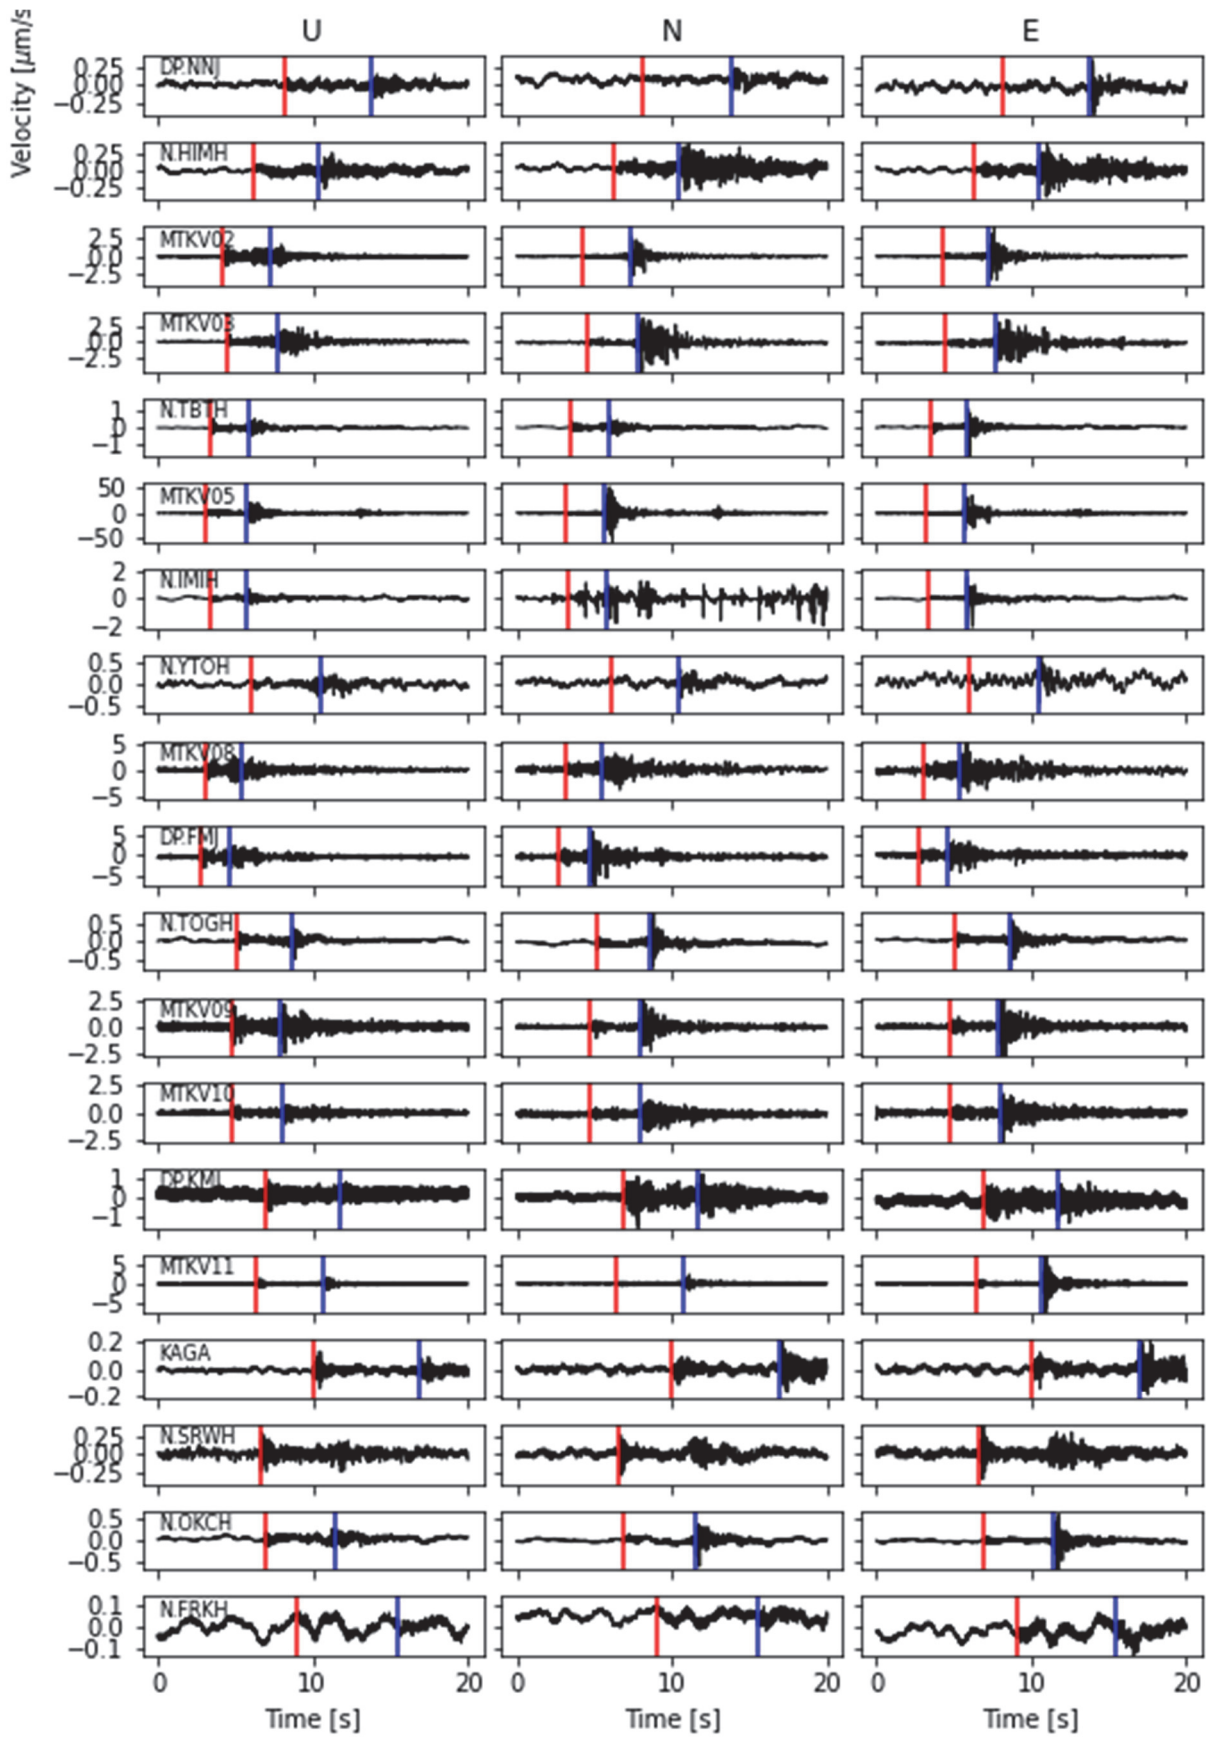 Velocity [μm/s
U N E
DP.NNJ
0.25
0.00
−0.25
N.HIMH
0.25
0.00
−0.25
MTKV02
2.5
0.0
−2.5
MTKV03
2.5
0.0
−2.5
N.TBTH
1
0
−1
MTKV05
50
0
−50
N.IMIH
2
0
−2
N.YTOH
0.5
0.0
−0.5
MTKV08
5
0
−5
DP.FMJ
5
0
−5
N.TOGH
0.5
0.0
−0.5
MTKV09
2.5
0.0
−2.5
MTKV10
2.5
0.0
−2.5
DP.KMJ
1
0
−1
MTKV11
5
0
−5
KAGA
0.2
0.0
−0.2
N.SRWH
0.25
0.00
−0.25
N.OKCH
0.5
0.0
−0.5
N.FRKH
0.1
0.0
−0.1
0 10 20 0 10 20 0 10 20
Time [s] Time [s] Time [s]